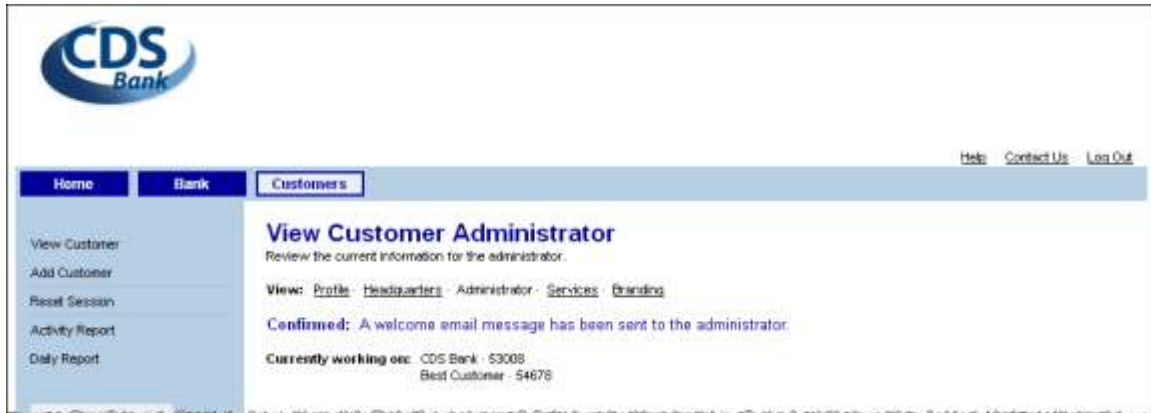 CDS
Bank
Help Contact Us Log Out
Home Bank Customers
View Customer
Add Customer
Reset Session
Activity Report
Daily Report
View Customer Administrator
Review the current information for the administrator.
View: Profile · Headquarters · Administrator · Services · Branding
Confirmed: A welcome email message has been sent to the administrator.
Currently working on: CDS Bank · 53008
Best Customer · 54678